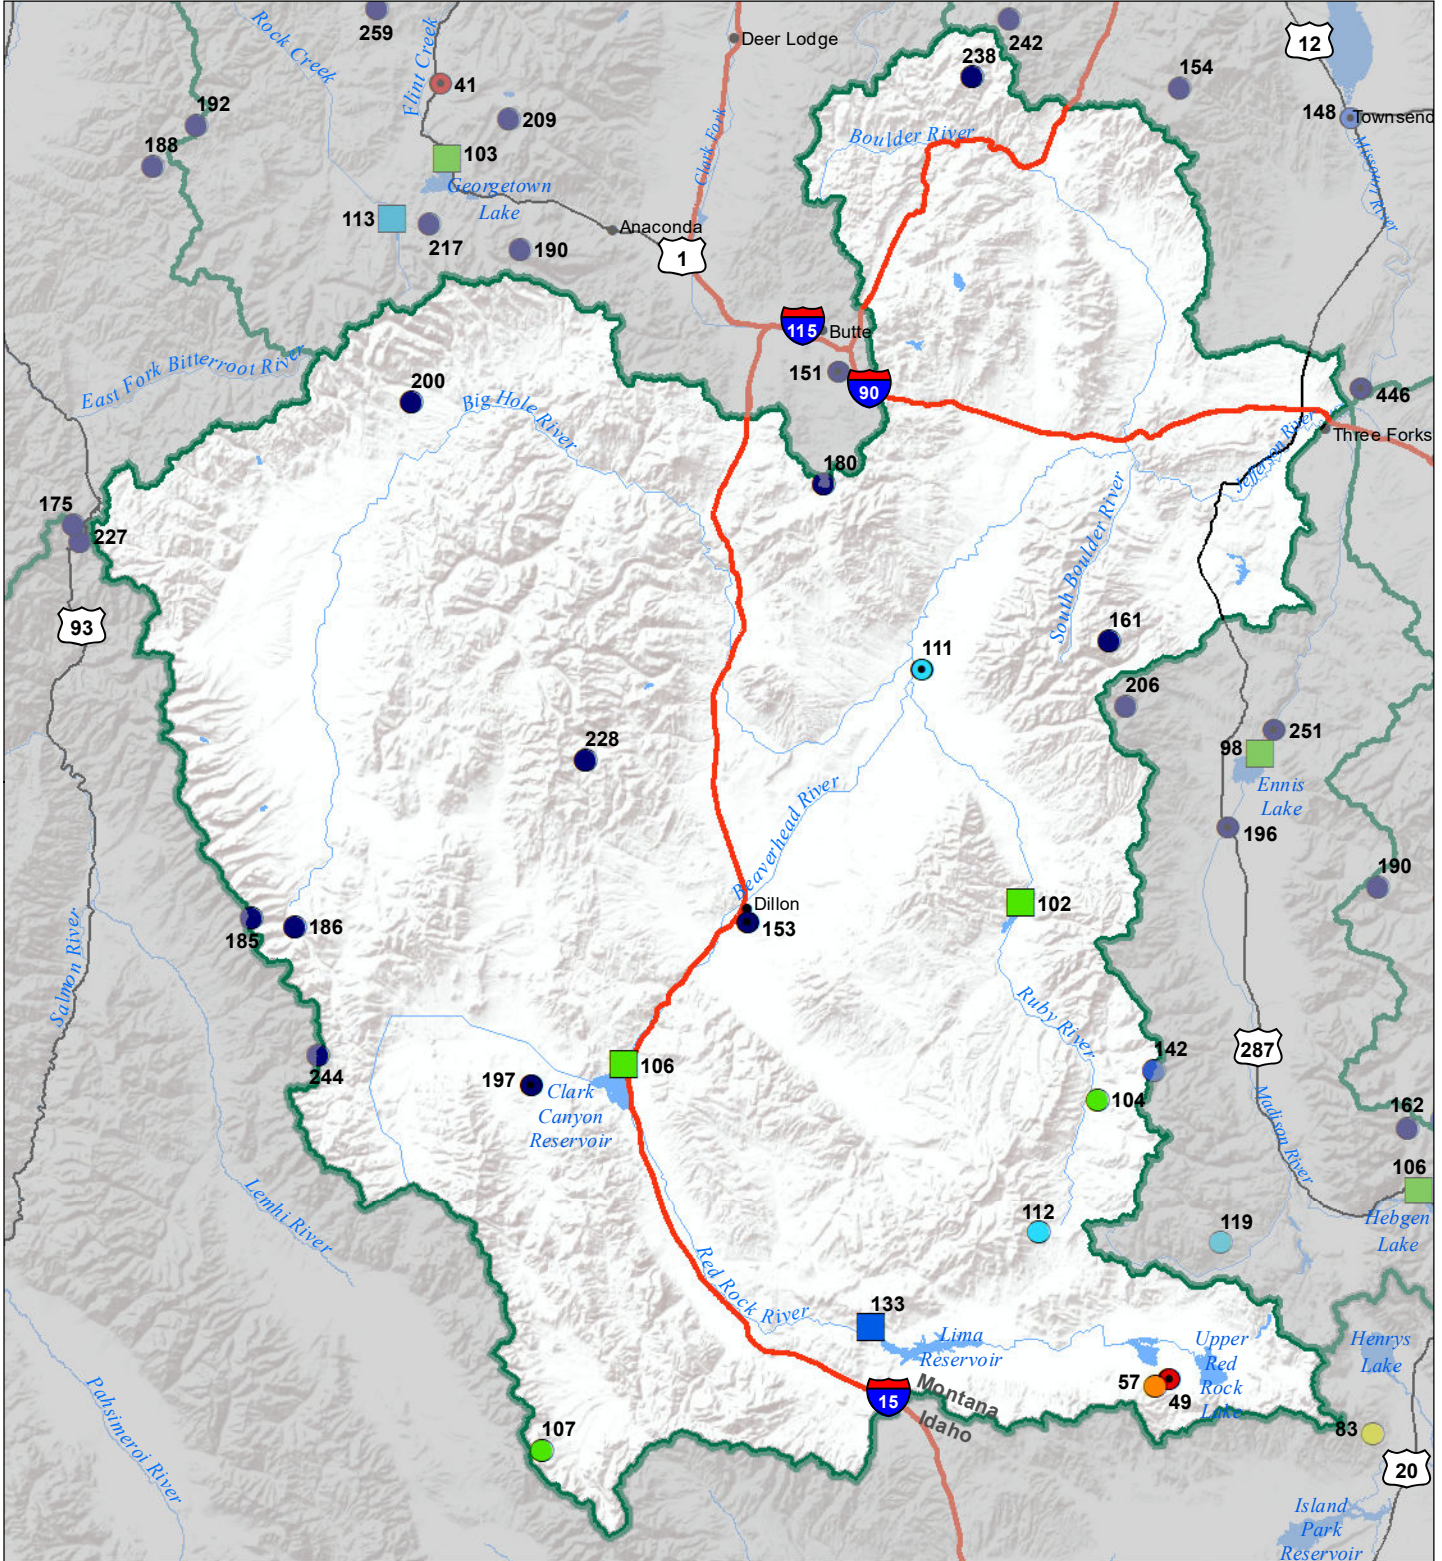 259
Rock Creek
Flint Creek
41
Deer Lodge
242
238
12
154
192
209
148
Townsend
188
103
Boulder River
Clark Fork
Missouri River
Georgetown
Lake
113
217
190
Anaconda
1
115
Butte
151
90
446
Three Forks
East Fork Bitterroot River
200
Big Hole River
180
Jefferson River
175
227
South Boulder River
93
161
111
206
251
98
Ennis
Lake
228
Beaverhead River
196
190
Dillon
153
102
185
186
Salmon River
Ruby River
287
142
244
106
197
Clark
Canyon
Reservoir
104
Madison River
162
106
Hebgen
Lake
Lemhi River
112
119
Red Rock River
133
Lima
Reservoir
Upper
Red
Rock
Lake
Henrys
Lake
57
49
15
Montana
Idaho
83
107
Pahsimeroi River
20
Island
Park
Reservoir